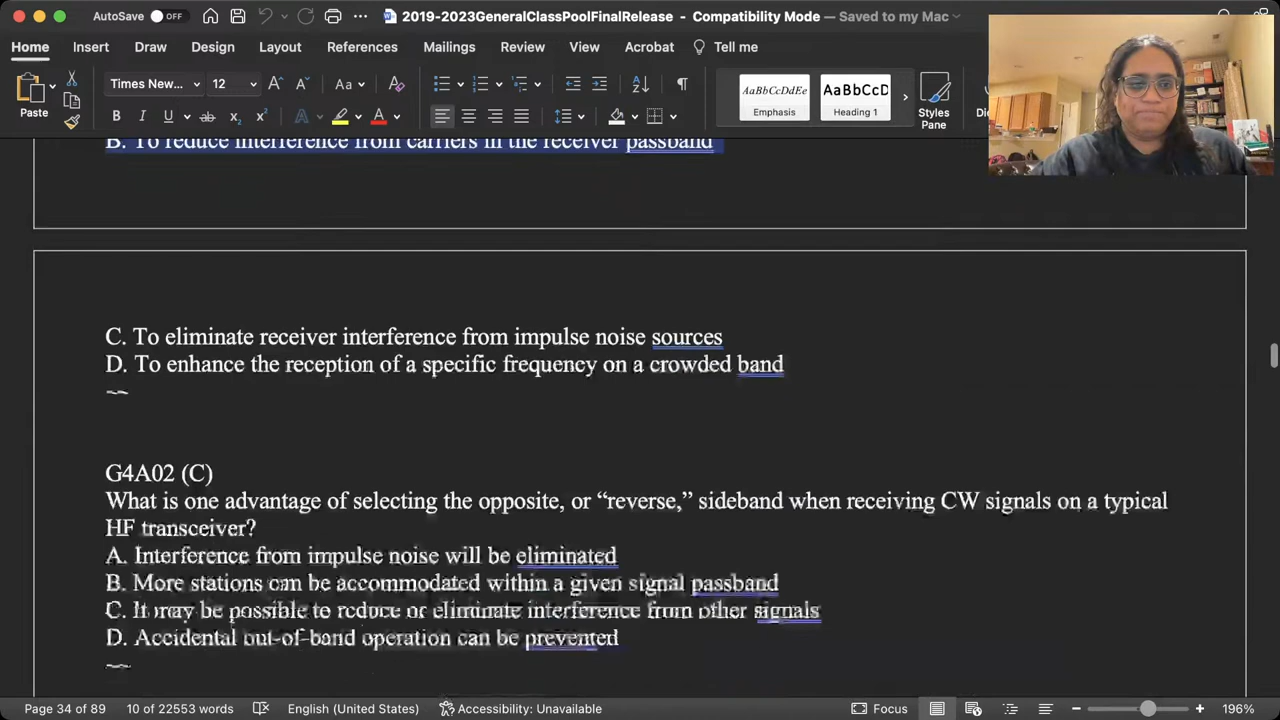 AutoSave OFF 2019-2023GeneralClassPoolFinalRelease - Compatibility Mode — Saved to my Mac
Home Insert Draw Design Layout References Mailings Review View Acrobat Tell me
Paste Times New... 12 A A Aa A
B I U ab x₂ x² A A
AaBbCcDdEe AaBbCcD
Emphasis Heading 1
Styles Pane
B. To reduce interference from carriers in the receiver passband
C. To eliminate receiver interference from impulse noise sources
D. To enhance the reception of a specific frequency on a crowded band
~~
G4A02 (C)
What is one advantage of selecting the opposite, or “reverse,” sideband when receiving CW signals on a typical
HF transceiver?
A. Interference from impulse noise will be eliminated
B. More stations can be accommodated within a given signal passband
C. It may be possible to reduce or eliminate interference from other signals
D. Accidental out-of-band operation can be prevented
~~
Page 34 of 89 10 of 22553 words English (United States) Accessibility: Unavailable Focus 196%